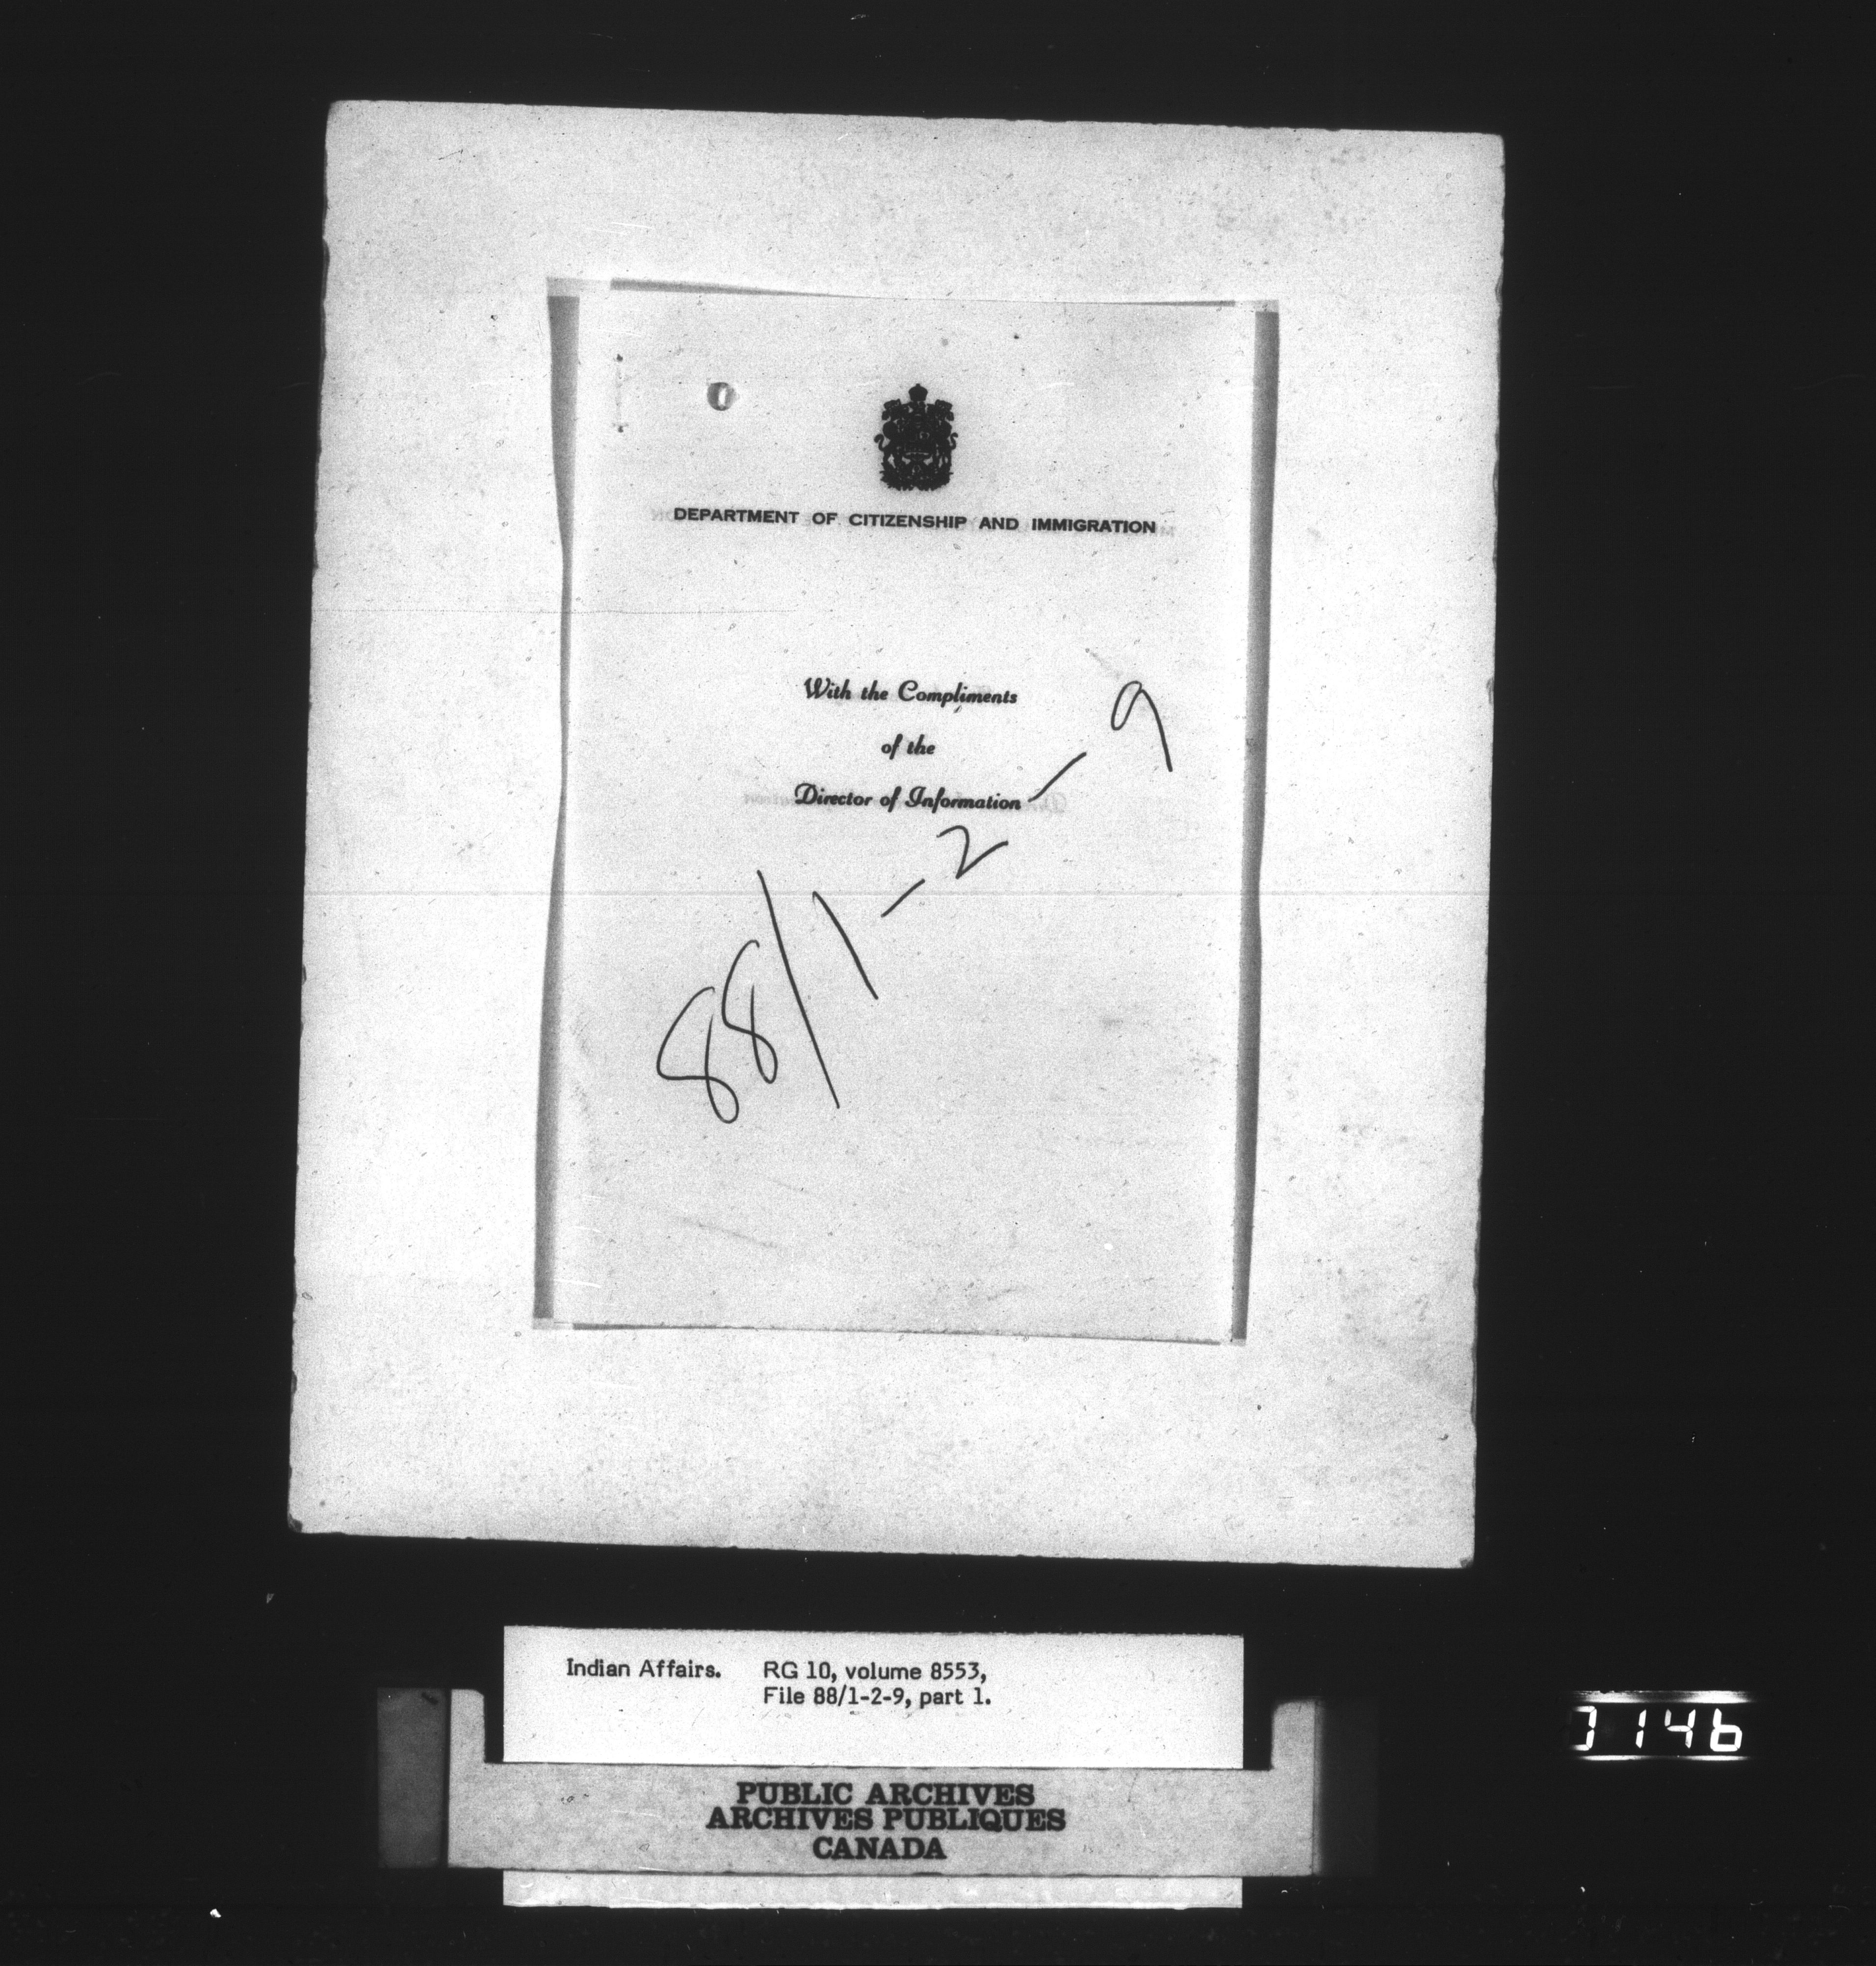 DEPARTMENT OF CITIZENSHIP AND IMMIGRATION
With the Compliments
of the
Director of Information
88/1-2-9
Indian Affairs. RG 10, volume 8553,
File 88/1-2-9, part 1.
PUBLIC ARCHIVES
ARCHIVES PUBLIQUES
CANADA